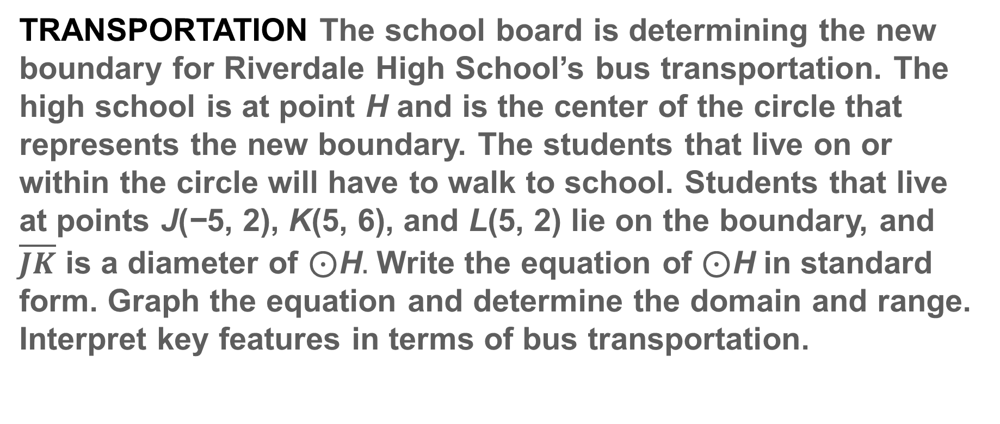 TRANSPORTATION The school board is determining the new
boundary for Riverdale High School’s bus transportation. The
high school is at point H and is the center of the circle that
represents the new boundary. The students that live on or
within the circle will have to walk to school. Students that live
at points J(−5, 2), K(5, 6), and L(5, 2) lie on the boundary, and
J̅K̅ is a diameter of ⊙H. Write the equation of ⊙H in standard
form. Graph the equation and determine the domain and range.
Interpret key features in terms of bus transportation.